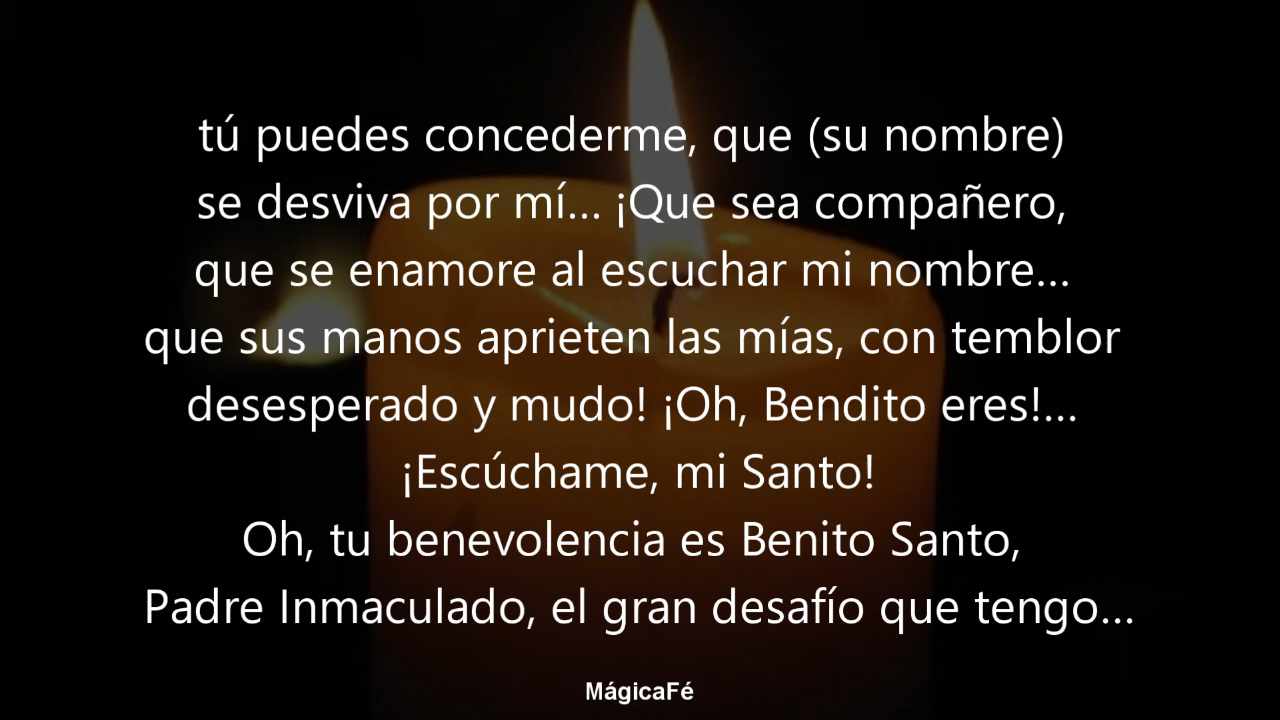 tú puedes concederme, que (su nombre)
se desviva por mí... ¡Que sea compañero,
que se enamore al escuchar mi nombre...
que sus manos aprieten las mías, con temblor
desesperado y mudo! ¡Oh, Bendito eres!...
¡Escúchame, mi Santo!
Oh, tu benevolencia es Benito Santo,
Padre Inmaculado, el gran desafío que tengo...
MágicaFé